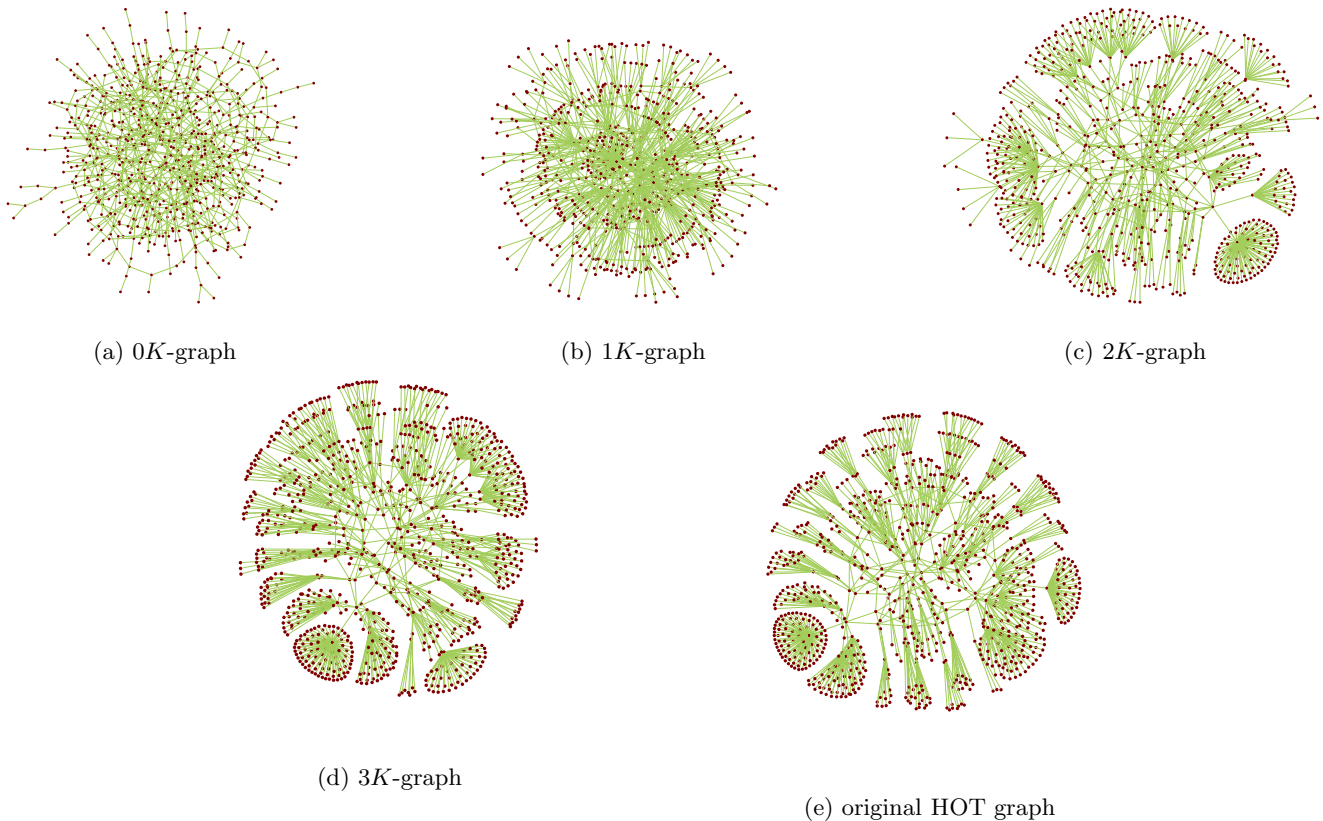 (a) 0K-graph
(b) 1K-graph
(c) 2K-graph
(d) 3K-graph
(e) original HOT graph